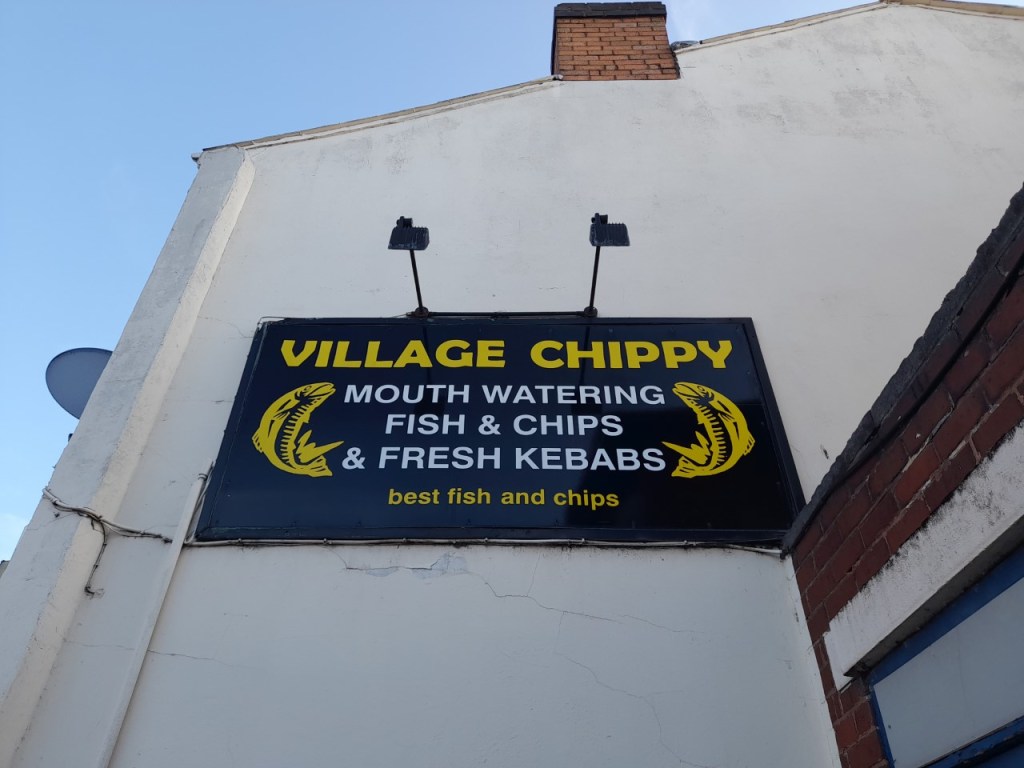 VILLAGE CHIPPY
MOUTH WATERING
FISH & CHIPS
& FRESH KEBABS
best fish and chips